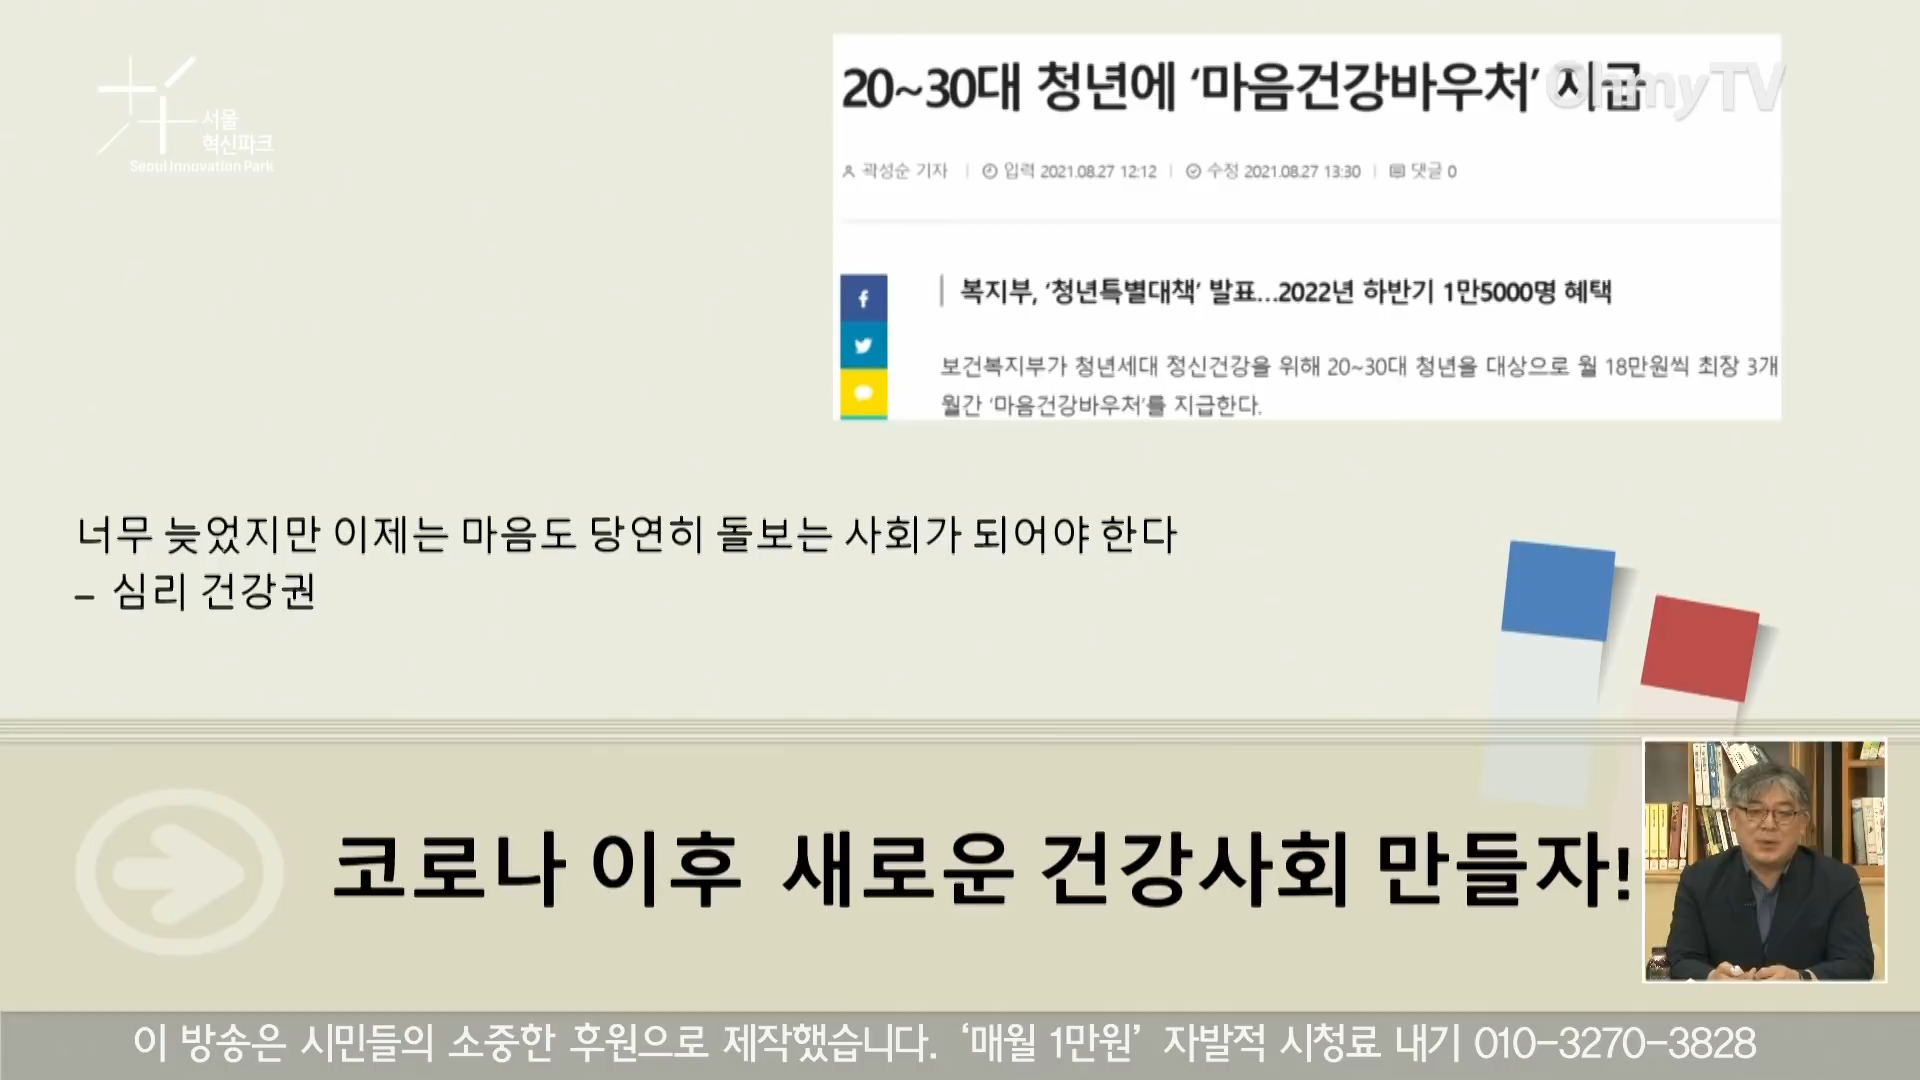 서울
혁신파크
Seoul Innovation Park
20~30대 청년에 ‘마음건강바우처’ 지급
OhmyTV
곽성순 기자 | 입력 2021.08.27 12:12 | 수정 2021.08.27 13:30 | 댓글 0
복지부, ‘청년특별대책’ 발표...2022년 하반기 1만5000명 혜택
보건복지부가 청년세대 정신건강을 위해 20~30대 청년을 대상으로 월 18만원씩 최장 3개
월간 ‘마음건강바우처’를 지급한다.
너무 늦었지만 이제는 마음도 당연히 돌보는 사회가 되어야 한다
– 심리 건강권
코로나 이후 새로운 건강사회 만들자!
이 방송은 시민들의 소중한 후원으로 제작했습니다. ‘매월 1만원’ 자발적 시청료 내기 010-3270-3828